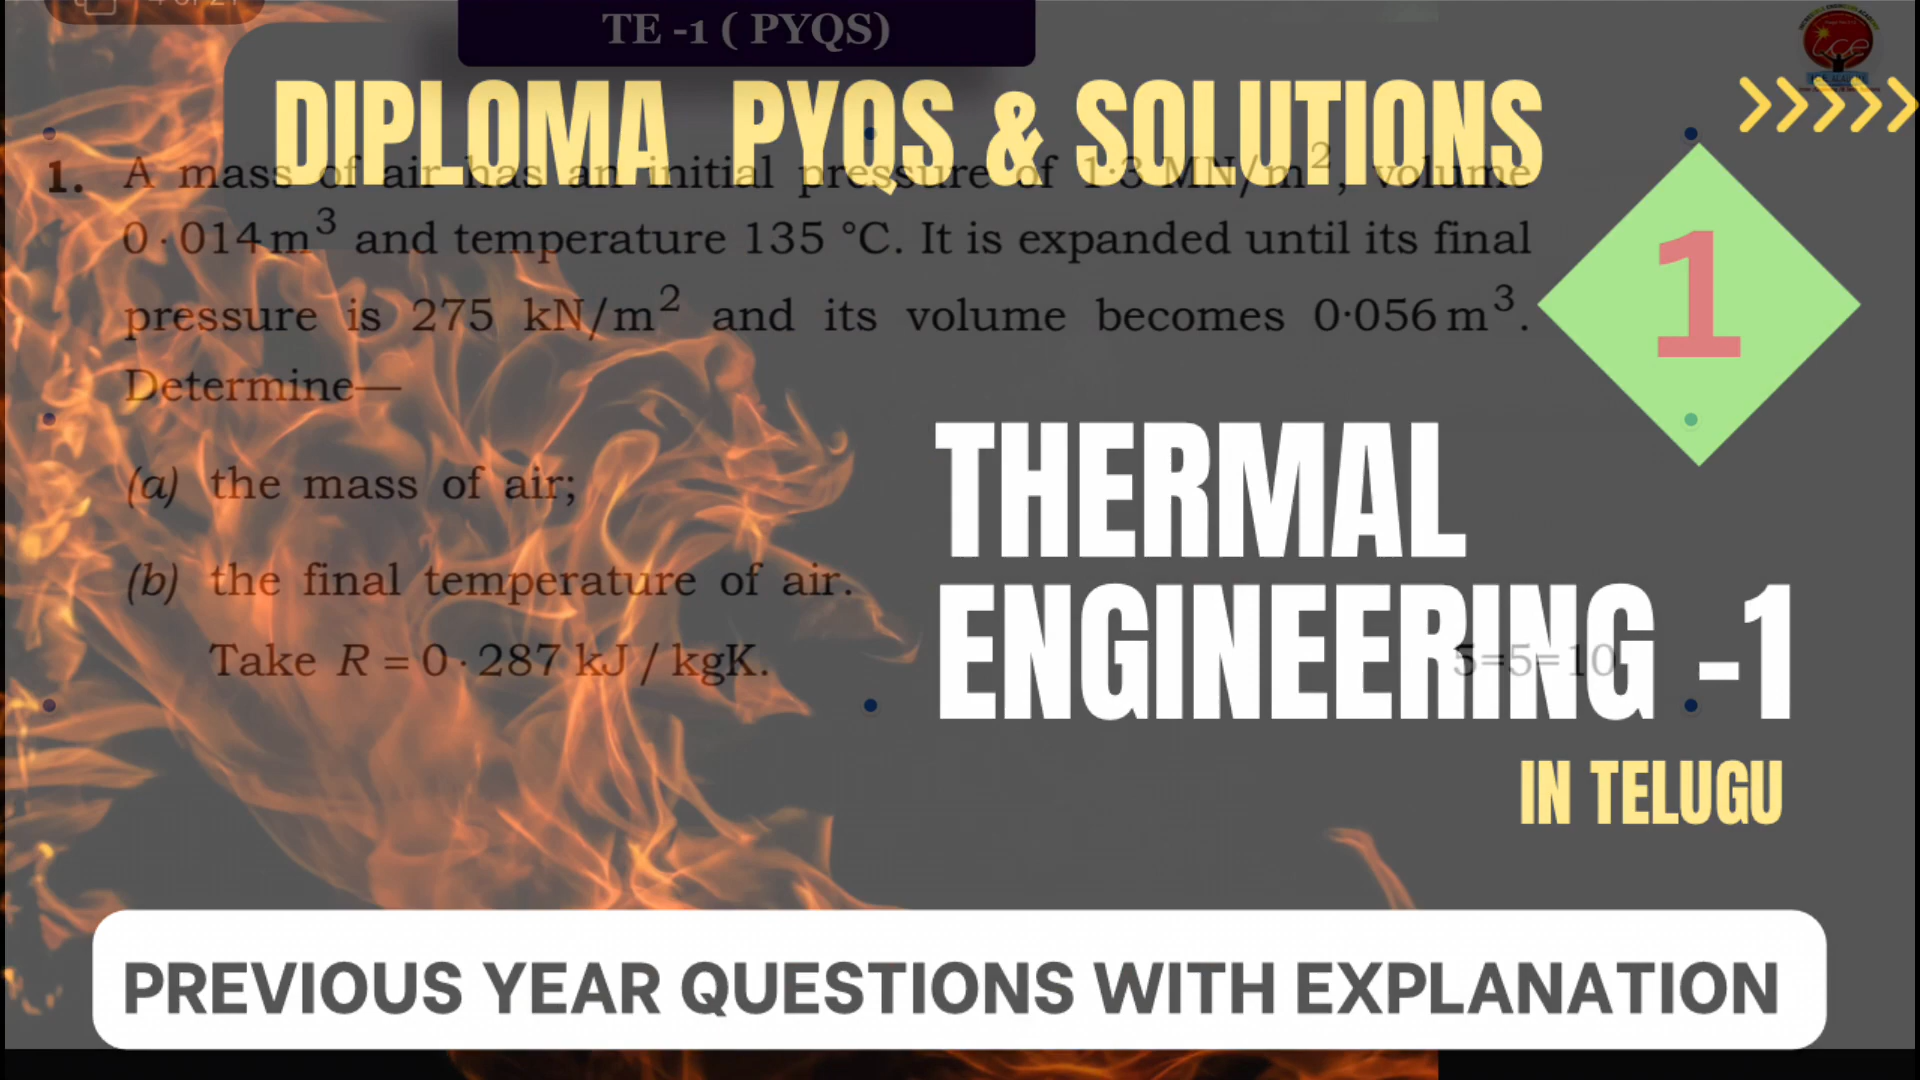 TE -1 ( PYQS)
DIPLOMA PYQS & SOLUTIONS
1. A mass of air has an initial pressure of 1·3 MN/m², volume
0·014 m³ and temperature 135 °C. It is expanded until its final
pressure is 275 kN/m² and its volume becomes 0·056 m³.
Determine—
(a) the mass of air;
(b) the final temperature of air.
Take R = 0·287 kJ / kgK.
5=5=10
1
THERMAL
ENGINEERING -1
IN TELUGU
PREVIOUS YEAR QUESTIONS WITH EXPLANATION